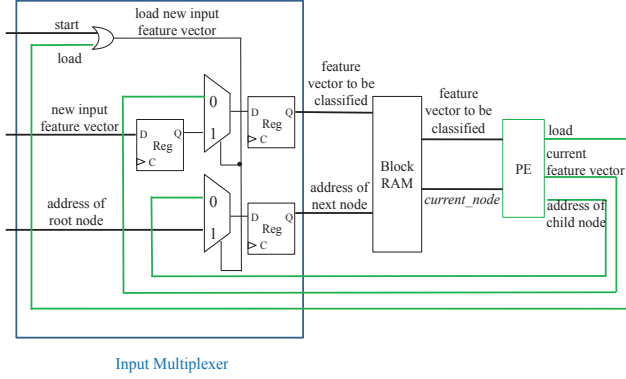 start
load new input
feature vector
load
new input
feature vector
D
Q
Reg
C
0
1
D
Q
Reg
C
feature
vector to be
classified
address of
root node
0
1
D
Q
Reg
C
address of
next node
Block
RAM
feature
vector to be
classified
current_node
PE
load
current
feature vector
address of
child node
Input Multiplexer